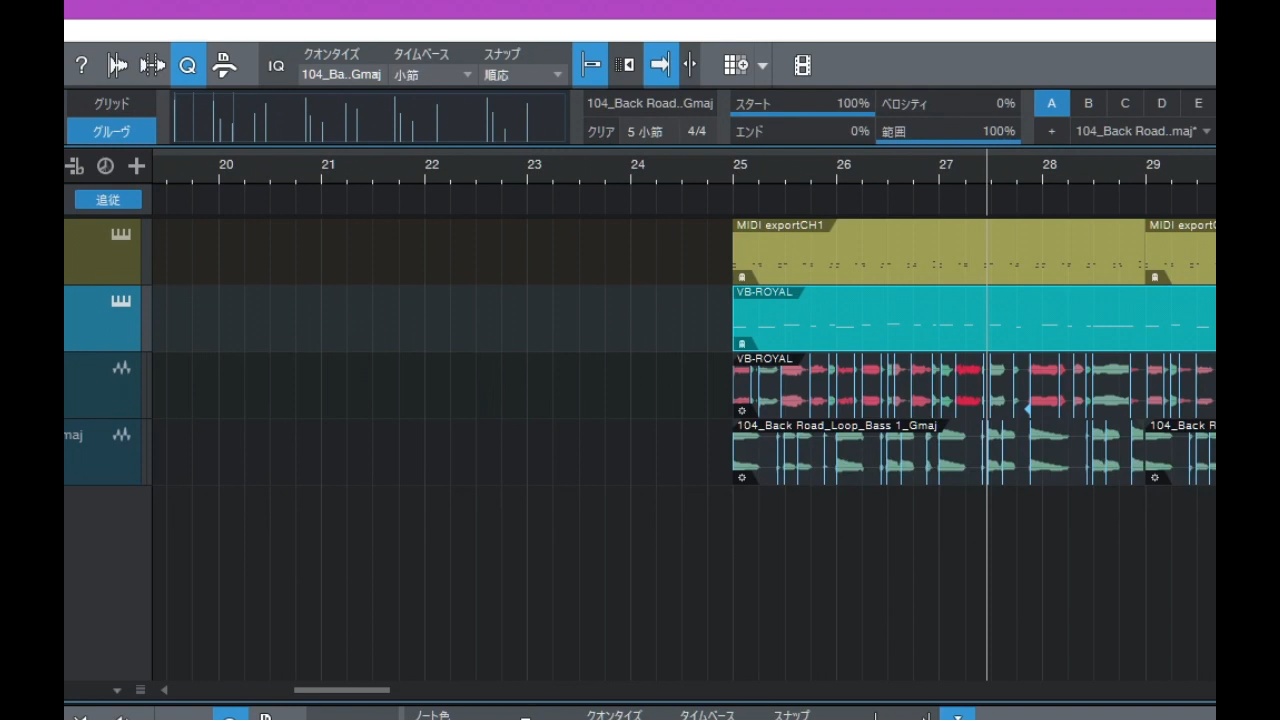 ? Q IQ クオンタイズ タイムベース スナップ
104_Ba..Gmaj 小節 順応
グリッド 104_Back Road..Gmaj スタート 100% ベロシティ 0% A B C D E
グルーヴ クリア 5 小節 4/4 エンド 0% 範囲 100% + 104_Back Road..maj*
20 21 22 23 24 25 26 27 28 29
追従
MIDI exportCH1 MIDI export
VB-ROYAL
VB-ROYAL
maj 104_Back Road_Loop_Bass 1_Gmaj 104_Back R
ノート色 クオンタイズ タイムベース スナップ